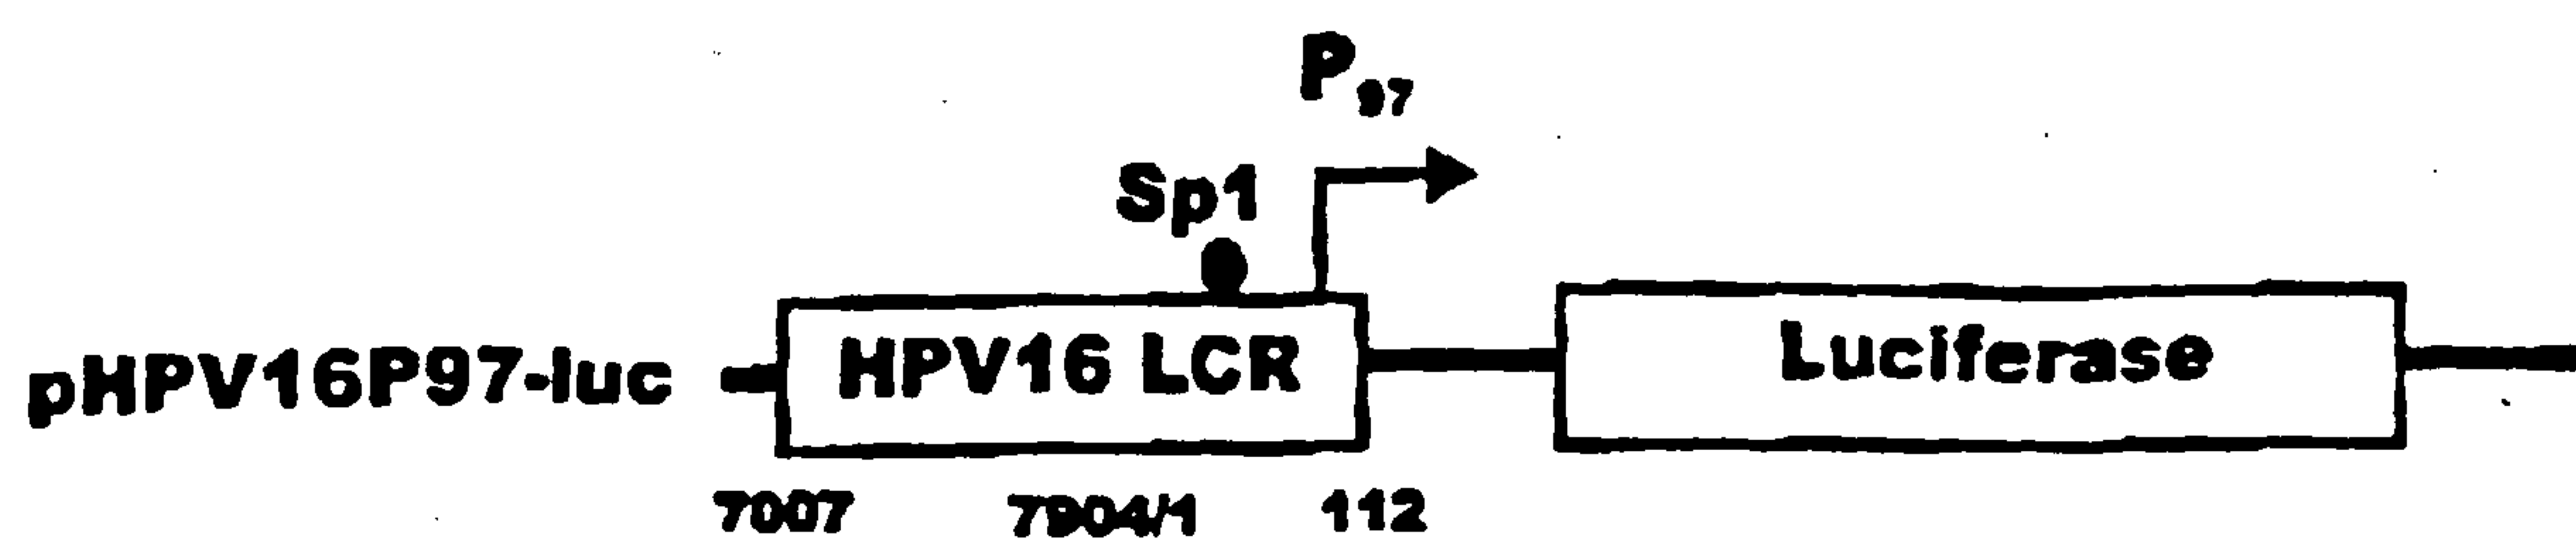 P97
Sp1
pHPV16P97-luc HPV16 LCR Luciferase
7007 7904/1 112